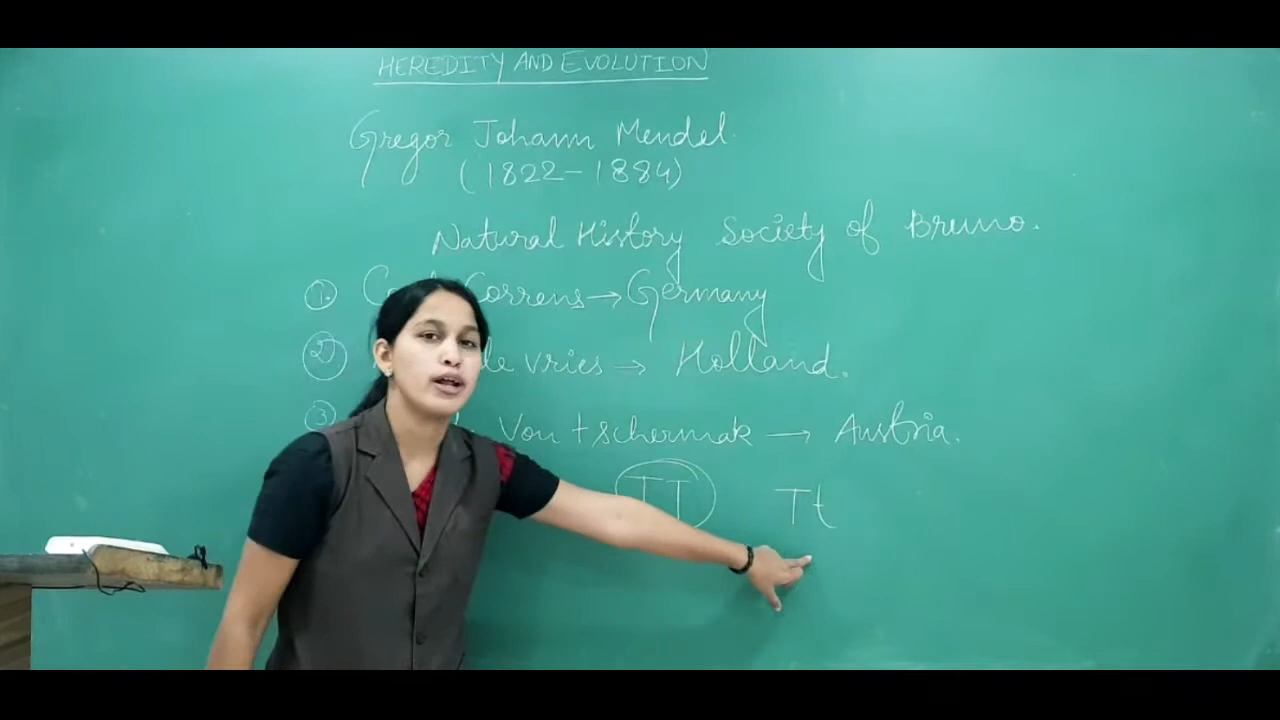 HEREDITY AND EVOLUTION
Gregor Johann Mendel.
(1822-1884)
Natural History Society of Bruno.
1. Correns → Germany
2) de vries → Holland.
3 Von tschermak → Austria.
TT Tt